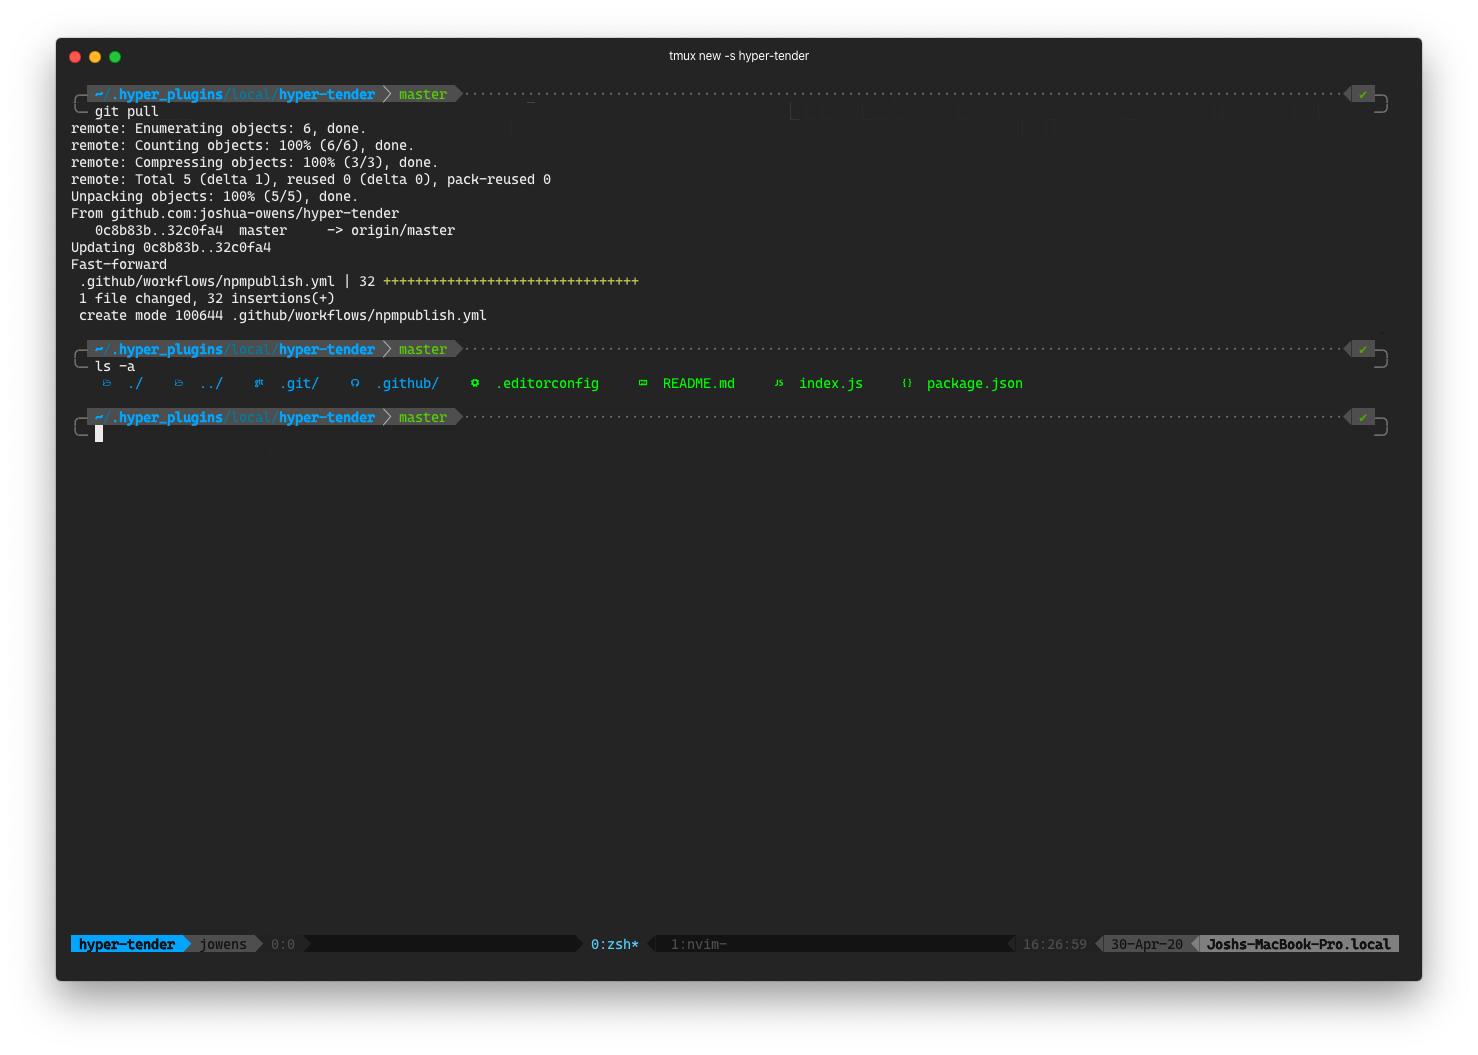 tmux new -s hyper-tender
~/.hyper_plugins/local/hyper-tender master ✔
git pull
remote: Enumerating objects: 6, done.
remote: Counting objects: 100% (6/6), done.
remote: Compressing objects: 100% (3/3), done.
remote: Total 5 (delta 1), reused 0 (delta 0), pack-reused 0
Unpacking objects: 100% (5/5), done.
From github.com:joshua-owens/hyper-tender
   0c8b83b..32c0fa4  master     -> origin/master
Updating 0c8b83b..32c0fa4
Fast-forward
 .github/workflows/npmpublish.yml | 32 ++++++++++++++++++++++++++++++++
 1 file changed, 32 insertions(+)
 create mode 100644 .github/workflows/npmpublish.yml
~/.hyper_plugins/local/hyper-tender master ✔
ls -a
./ ../ git .git/ .github/ .editorconfig README.md JS index.js {} package.json
~/.hyper_plugins/local/hyper-tender master ✔
hyper-tender jowens 0:0 0:zsh* 1:nvim- 16:26:59 30-Apr-20 Joshs-MacBook-Pro.local